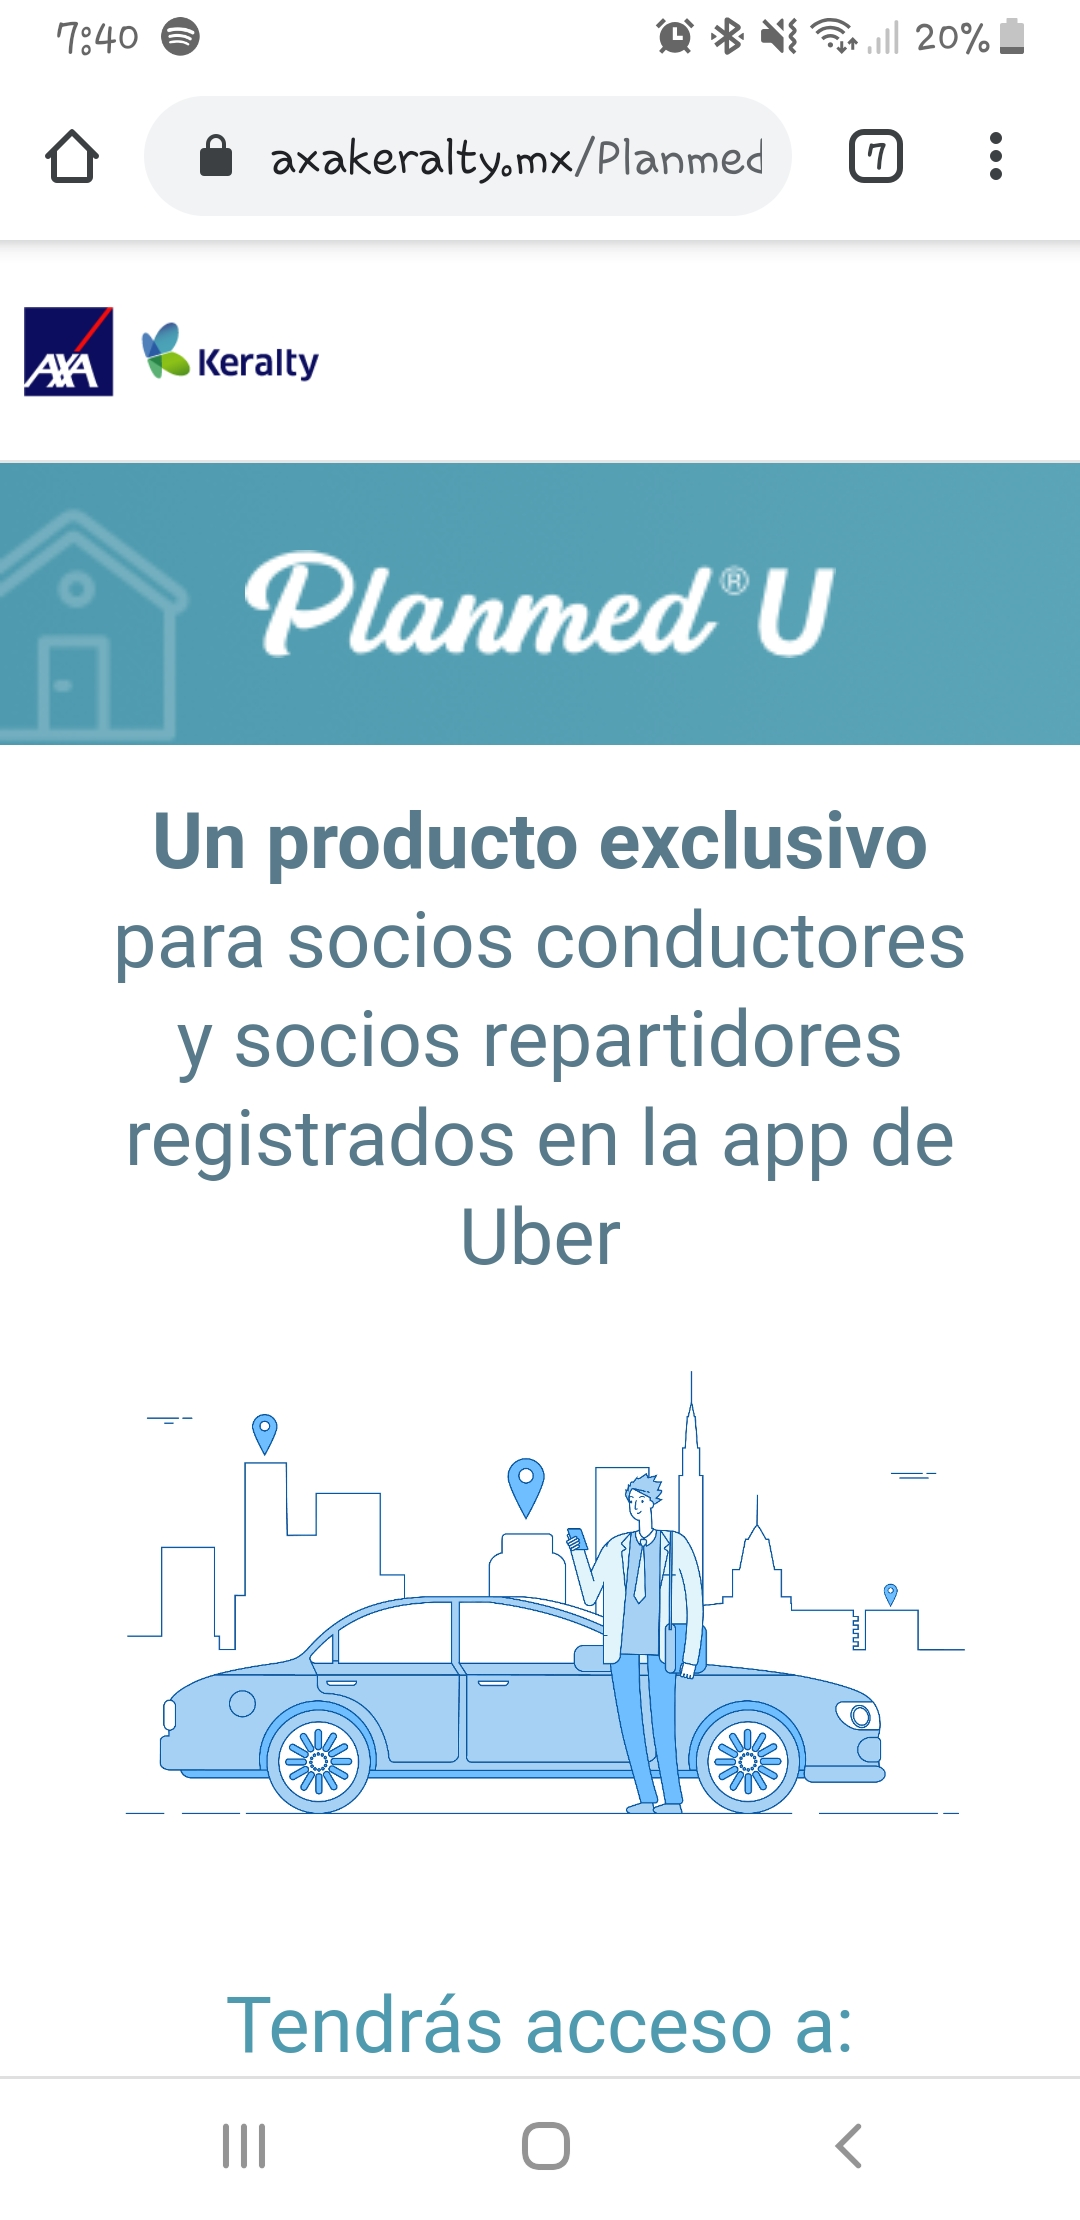 7:40
20%
axakeralty.mx/Planmed
7
AXA
Keralty
Planmed® U
Un producto exclusivo
para socios conductores
y socios repartidores
registrados en la app de
Uber
Tendrás acceso a: